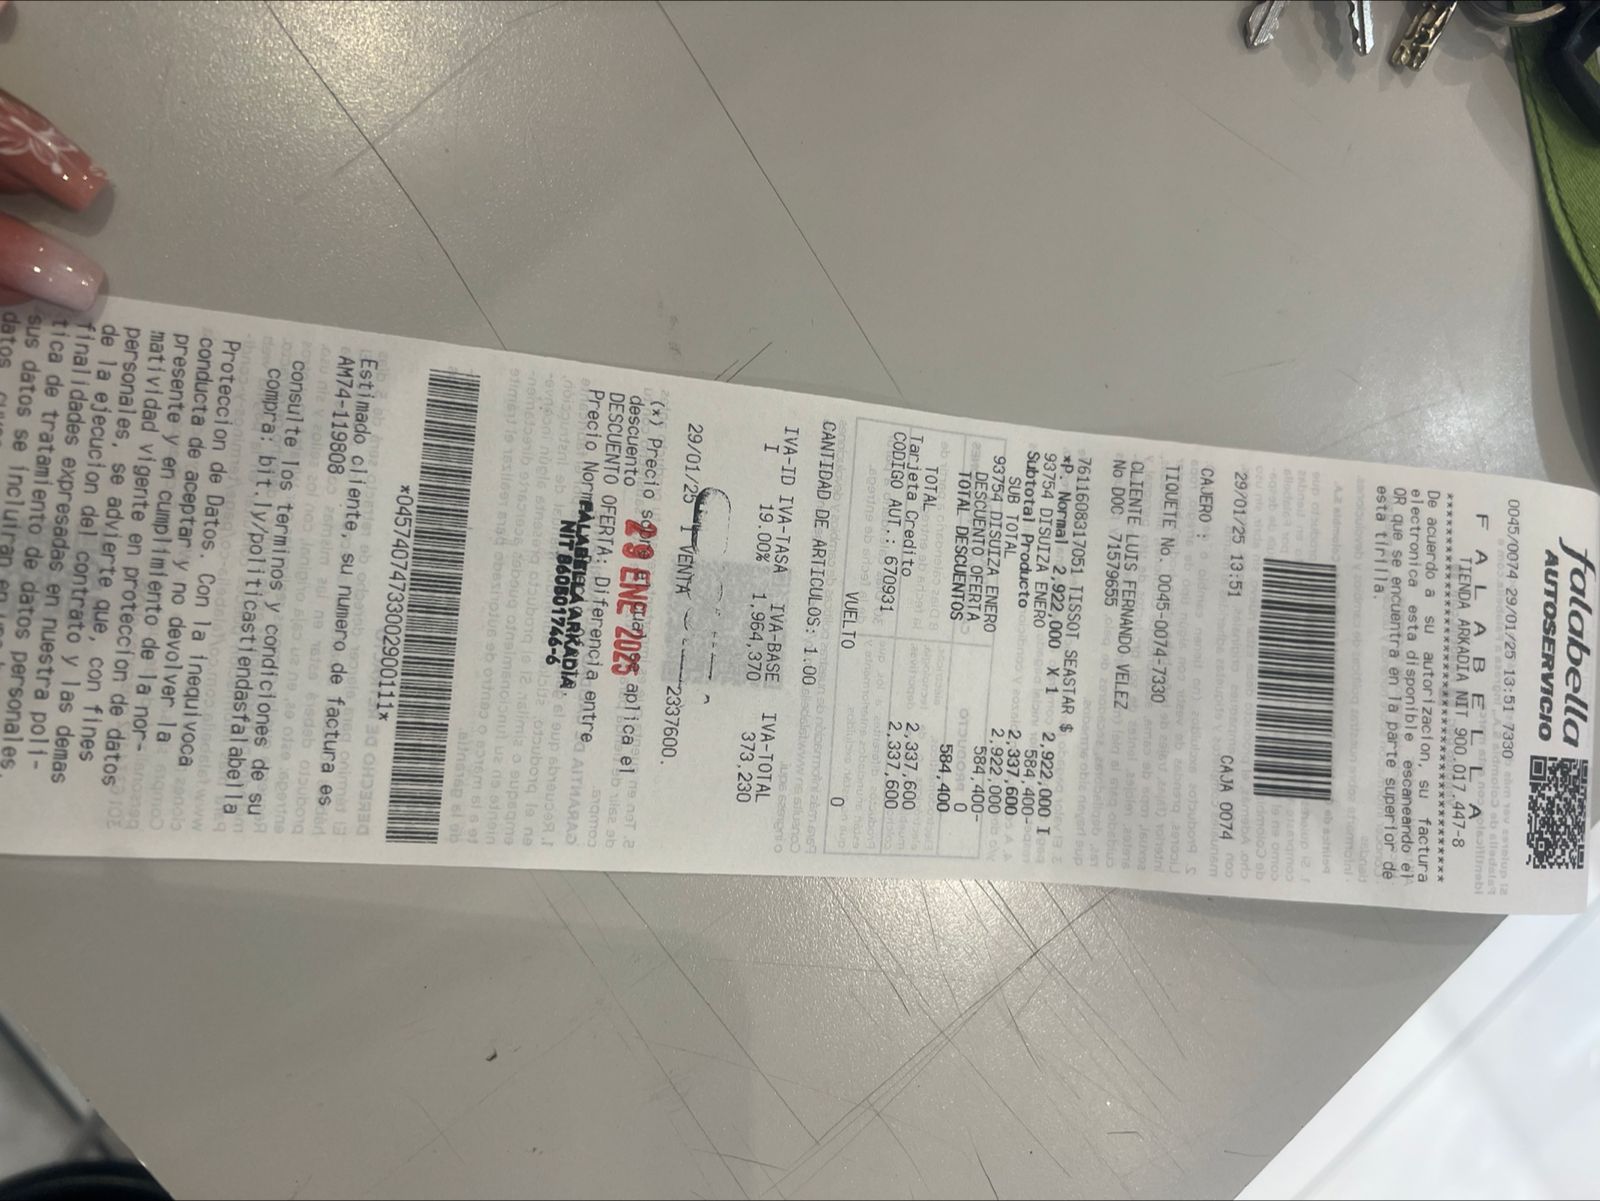 falabella
AUTOSERVICIO
0045/0074 29/01/25 13:51 7330
F A L A B E L L A
TIENDA ARKADIA NIT 900.017.447-8
De acuerdo a su autorizacion, su factura
electronica esta disponible escaneando el
QR que se encuentra en la parte superior de
esta tirilla.
29/01/25 13:51 CAJA 0074
CAJERO :
TIQUETE No. 0045-0074-7330
CLIENTE LUIS FERNANDO VELEZ
No DOC: 71579655
7611608317051 TISSOT SEASTAR $ 2,922,000 I
*P. Normal 2,922,000 X 1
93754 DISUIZA ENERO 584,400-
Subtotal Producto 2,337,600
SUB TOTAL 2,922,000
93754 DISUIZA ENERO 584,400-
DESCUENTO OFERTA 0
TOTAL DESCUENTOS 584,400
TOTAL 2,337,600
Tarjeta Credito 2,337,600
CODIGO AUT.: 670931
VUELTO 0
CANTIDAD DE ARTICULOS: 1.00
IVA-ID IVA-TASA IVA-BASE IVA-TOTAL
I 19.00% 1,964,370 373,230
29/01/25 1 VENTA 2337600.
(*) Precio sobre el cual se aplica el
descuento
29 ENE 2025
DESCUENTO OFERTA: Diferencia entre
Precio Normal
FALABELLA ARKADIA
Estimado cliente, su numero de factura es
AM74-119808
consulte los terminos y condiciones de su
compra: bit.ly/politicastiendasfalabella
*045740747330029001111*
Proteccion de Datos. Con la inequivoca
conducta de aceptar y no devolver la
presente y en cumplimiento de la nor-
matividad vigente en proteccion de datos
personales, se advierte que, con fines
de la ejecucion del contrato y las demas
finalidades expresadas en nuestra poli-
tica de tratamiento de datos personales,
sus datos se incluiran en